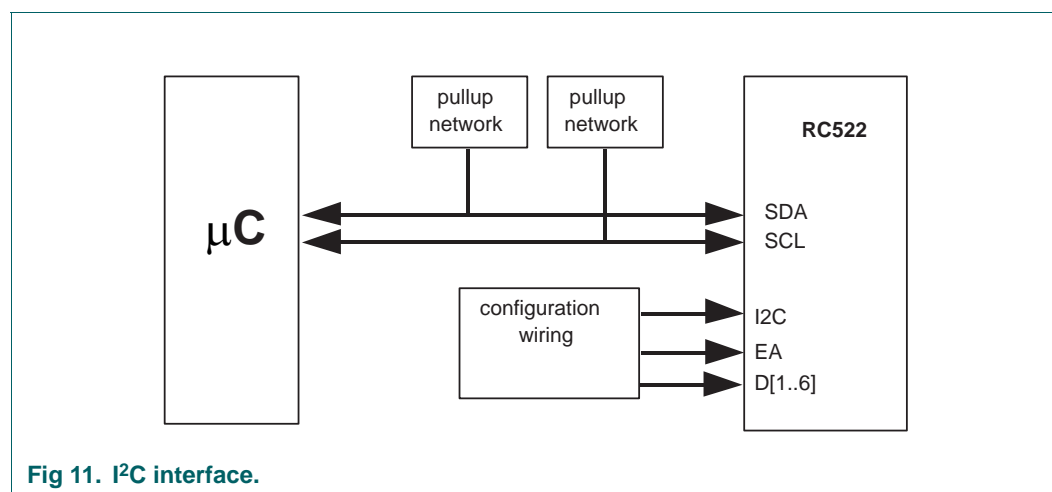 pullup
network
pullup
network
RC522
μC
SDA
SCL
configuration
wiring
I2C
EA
D[1..6]
Fig 11. I²C interface.